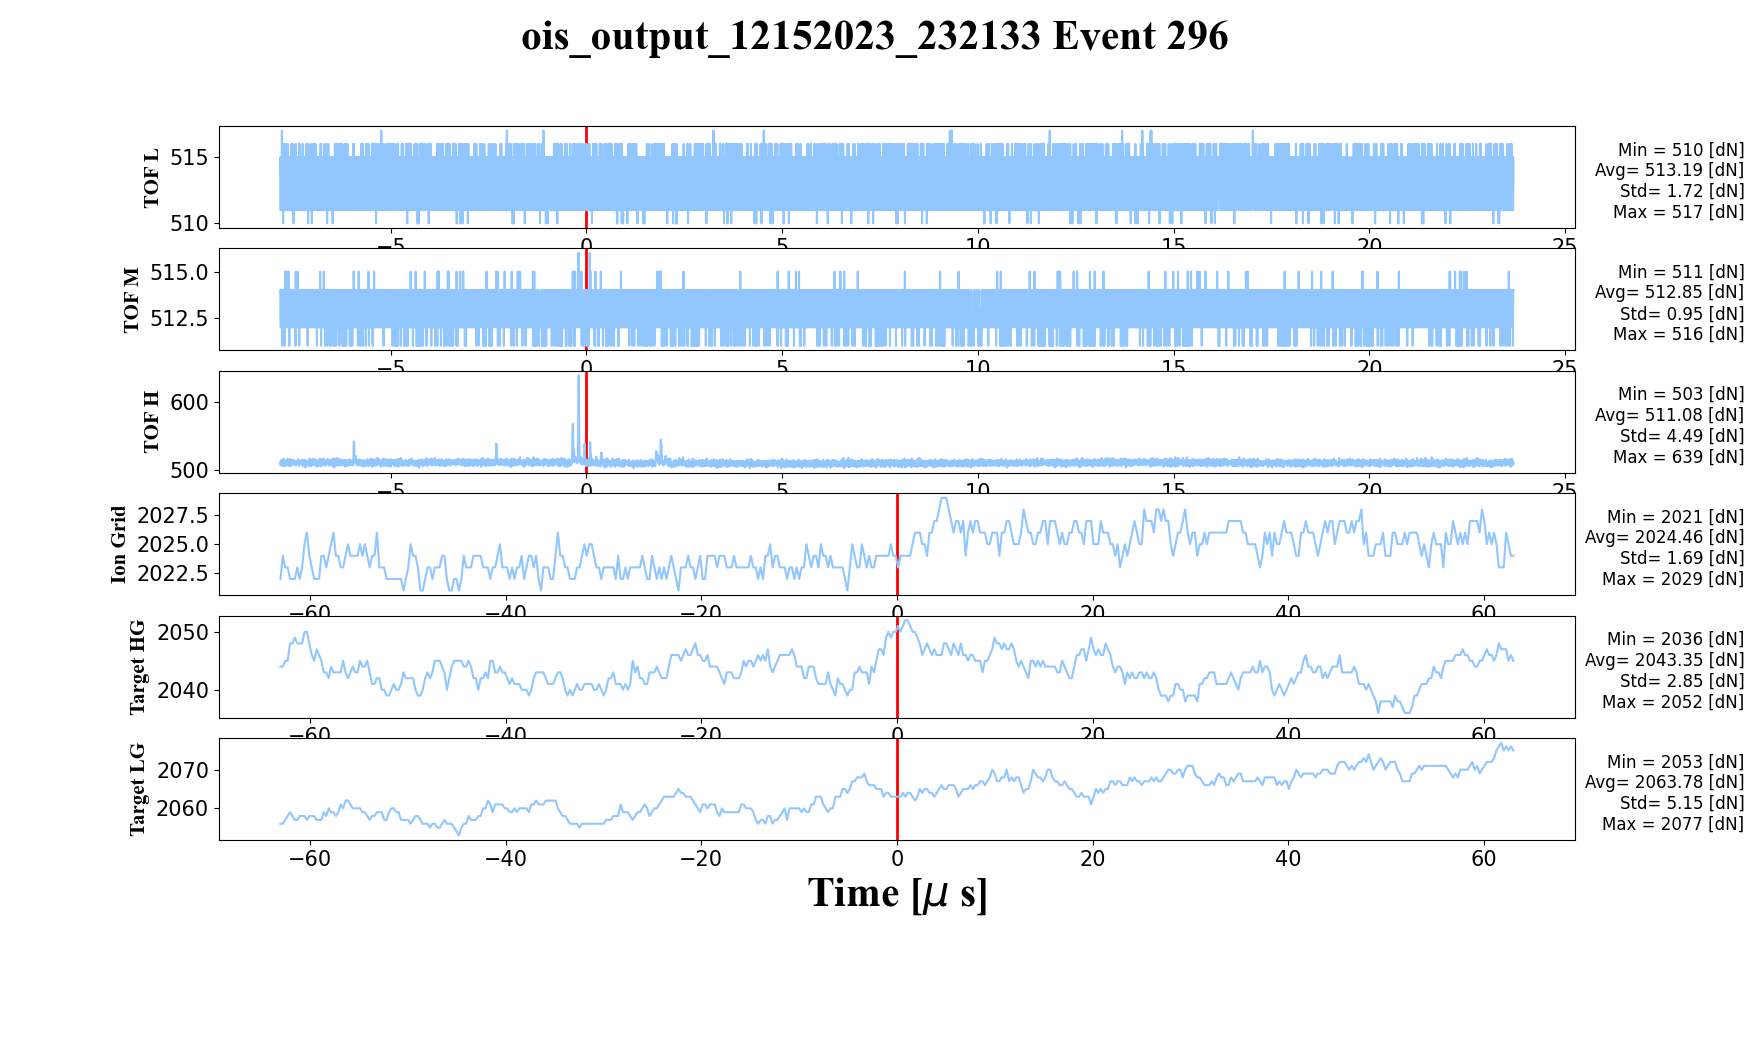 ois_output_12152023_232133 Event 296
TOF L
515
510
Min = 510 [dN]
Avg= 513.19 [dN]
Std= 1.72 [dN]
Max = 517 [dN]
−5 0 5 10 15 20 25
TOF M
515.0
512.5
Min = 511 [dN]
Avg= 512.85 [dN]
Std= 0.95 [dN]
Max = 516 [dN]
−5 0 5 10 15 20 25
TOF H
600
500
Min = 503 [dN]
Avg= 511.08 [dN]
Std= 4.49 [dN]
Max = 639 [dN]
−5 0 5 10 15 20 25
Ion Grid
2027.5
2025.0
2022.5
Min = 2021 [dN]
Avg= 2024.46 [dN]
Std= 1.69 [dN]
Max = 2029 [dN]
−60 −40 −20 0 20 40 60
Target HG
2050
2040
Min = 2036 [dN]
Avg= 2043.35 [dN]
Std= 2.85 [dN]
Max = 2052 [dN]
−60 −40 −20 0 20 40 60
Target LG
2070
2060
Min = 2053 [dN]
Avg= 2063.78 [dN]
Std= 5.15 [dN]
Max = 2077 [dN]
−60 −40 −20 0 20 40 60
Time [μ s]